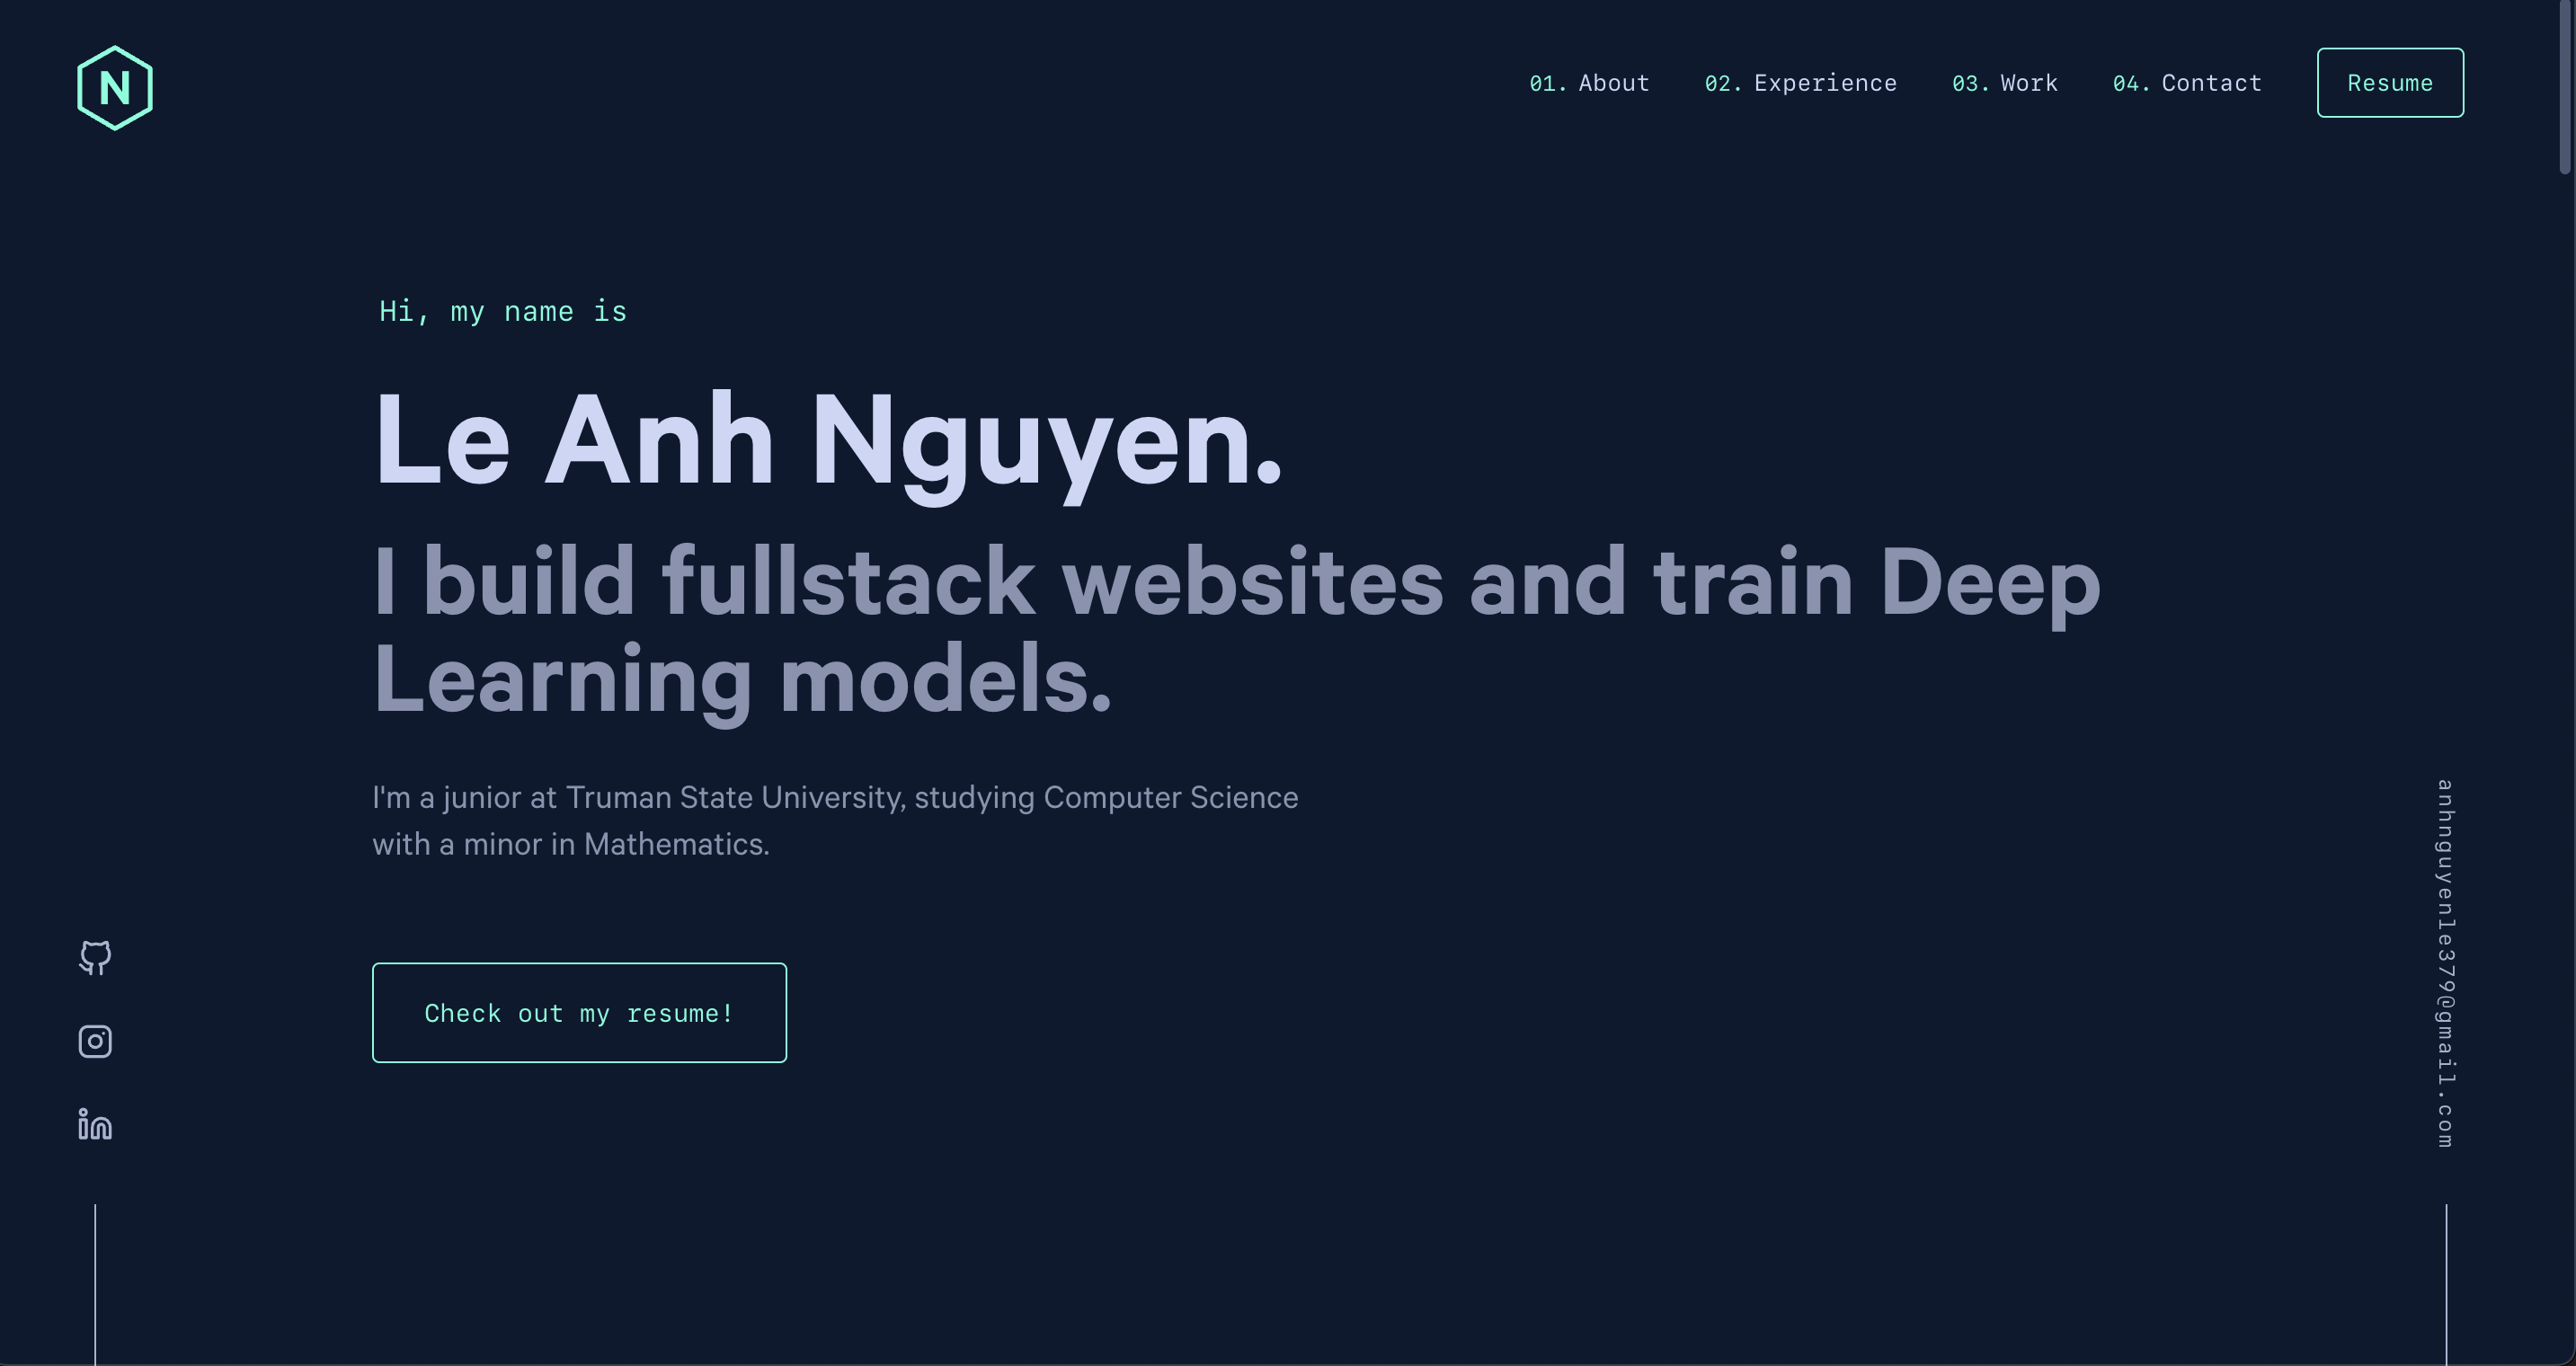 N
01. About 02. Experience 03. Work 04. Contact Resume
Hi, my name is
Le Anh Nguyen.
I build fullstack websites and train Deep
Learning models.
I'm a junior at Truman State University, studying Computer Science
with a minor in Mathematics.
Check out my resume!
anhnguyenle379@gmail.com